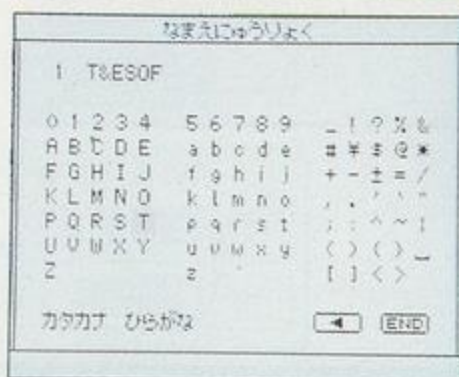 なまえにゅうりょく
1 T&ESOF
0 1 2 3 4 5 6 7 8 9 _ ! ? % &
A B C D E a b c d e # ¥ $ @ *
F G H I J f g h i j + - ± = /
K L M N O k l m n o , . ' ` "
P Q R S T p q r s t ; : ^ ~ |
U V W X Y u v w x y ( ) ( ) _
Z z [ ] < >
カタカナ ひらがな ◀ END